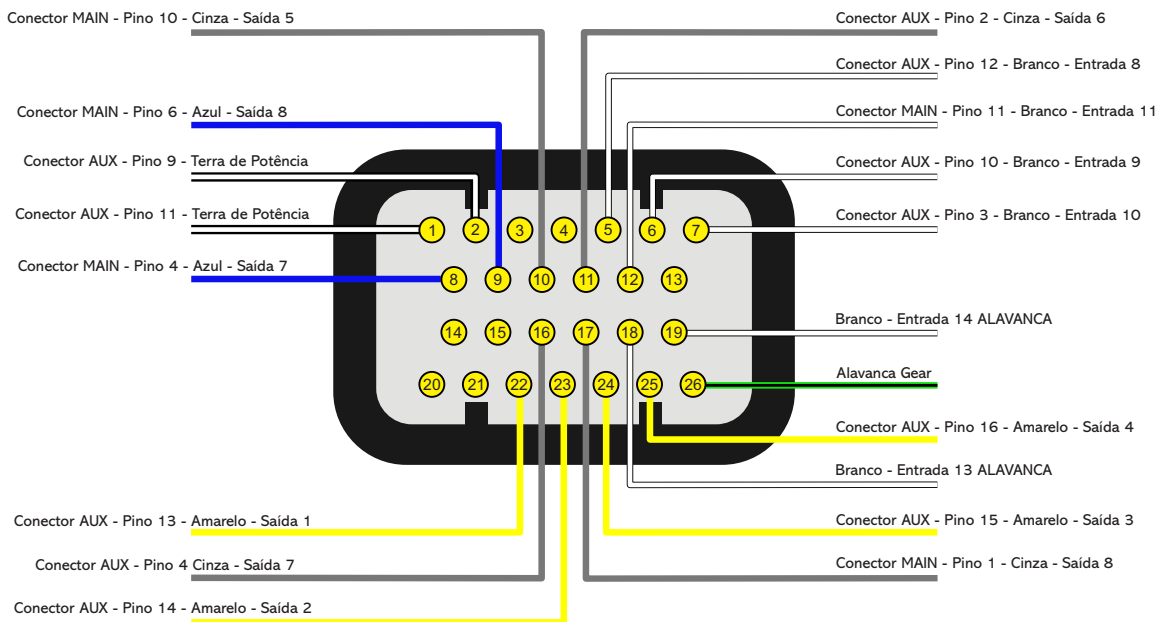 Conector MAIN - Pino 10 - Cinza - Saída 5
Conector AUX - Pino 2 - Cinza - Saída 6
Conector AUX - Pino 12 - Branco - Entrada 8
Conector MAIN - Pino 6 - Azul - Saída 8
Conector MAIN - Pino 11 - Branco - Entrada 11
Conector AUX - Pino 9 - Terra de Potência
Conector AUX - Pino 10 - Branco - Entrada 9
Conector AUX - Pino 11 - Terra de Potência
Conector AUX - Pino 3 - Branco - Entrada 10
1 2 3 4 5 6 7
Conector MAIN - Pino 4 - Azul - Saída 7
8 9 10 11 12 13
Branco - Entrada 14 ALAVANCA
14 15 16 17 18 19
Alavanca Gear
20 21 22 23 24 25 26
Conector AUX - Pino 16 - Amarelo - Saída 4
Branco - Entrada 13 ALAVANCA
Conector AUX - Pino 13 - Amarelo - Saída 1
Conector AUX - Pino 15 - Amarelo - Saída 3
Conector AUX - Pino 4 Cinza - Saída 7
Conector MAIN - Pino 1 - Cinza - Saída 8
Conector AUX - Pino 14 - Amarelo - Saída 2